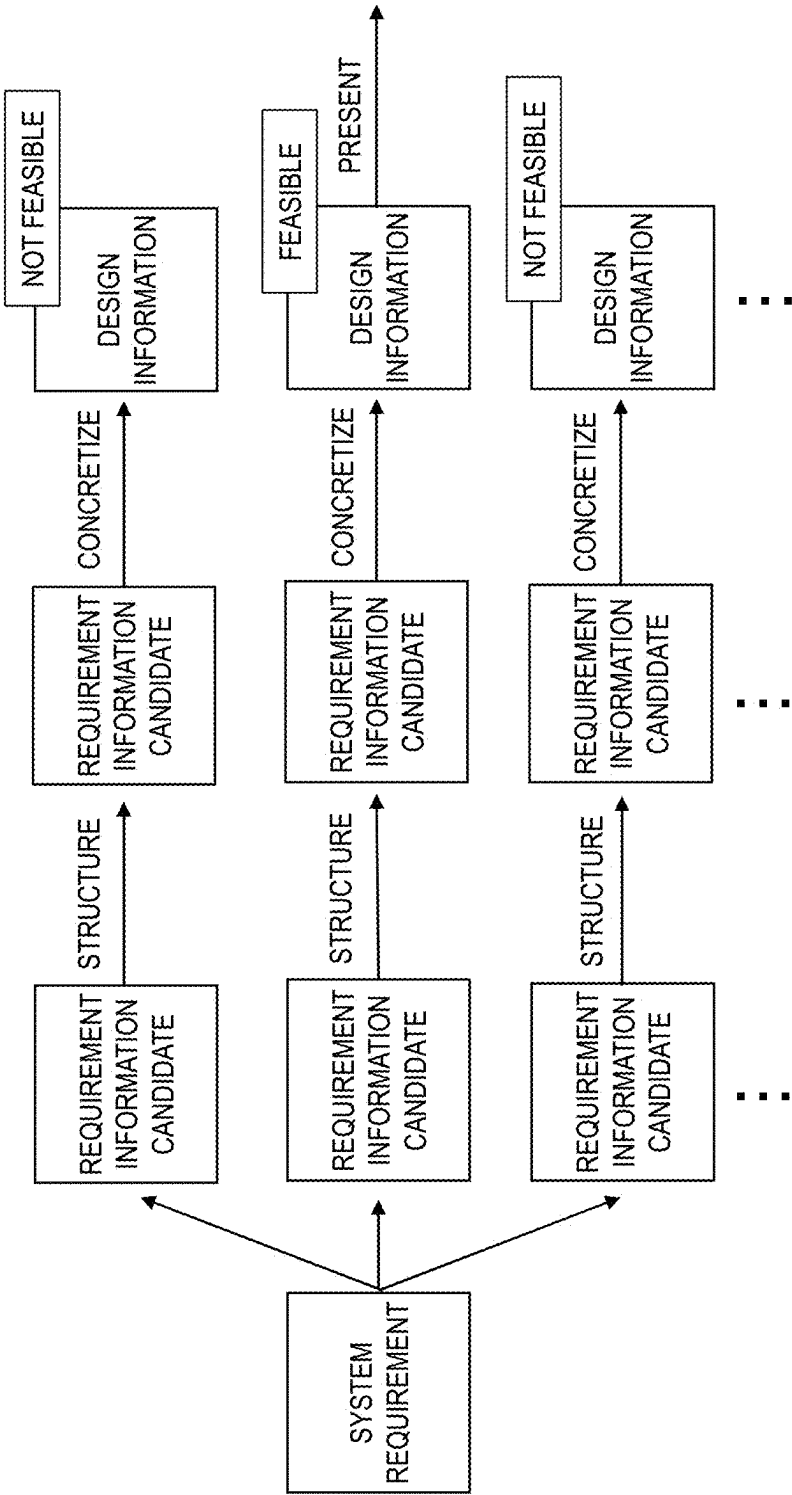 SYSTEM
REQUIREMENT
REQUIREMENT
INFORMATION
CANDIDATE
STRUCTURE
REQUIREMENT
INFORMATION
CANDIDATE
CONCRETIZE
DESIGN
INFORMATION
NOT FEASIBLE
REQUIREMENT
INFORMATION
CANDIDATE
STRUCTURE
REQUIREMENT
INFORMATION
CANDIDATE
CONCRETIZE
DESIGN
INFORMATION
FEASIBLE
PRESENT
REQUIREMENT
INFORMATION
CANDIDATE
STRUCTURE
REQUIREMENT
INFORMATION
CANDIDATE
CONCRETIZE
DESIGN
INFORMATION
NOT FEASIBLE